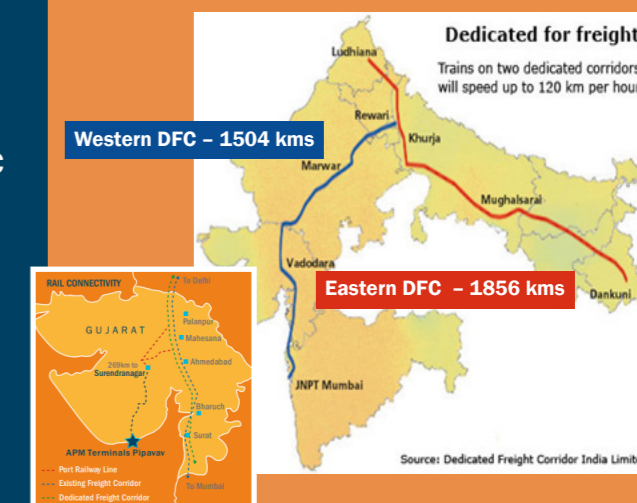 C
Dedicated for freight
Trains on two dedicated corridors
will speed up to 120 km per hour
Ludhiana
Rewari
Western DFC – 1504 kms
Khurja
Marwar
Mughalsarai
Vadodara
Eastern DFC – 1856 kms
Dankuni
JNPT Mumbai
Source: Dedicated Freight Corridor India Limit
RAIL CONNECTIVITY
To Delhi
GUJARAT
Palanpur
Mahesana
269km to
Surendranagar
Ahmedabad
Bharuch
Surat
APM Terminals Pipavav
Port Railway Line
Existing Freight Corridor
Dedicated Freight Corridor
To Mumbai